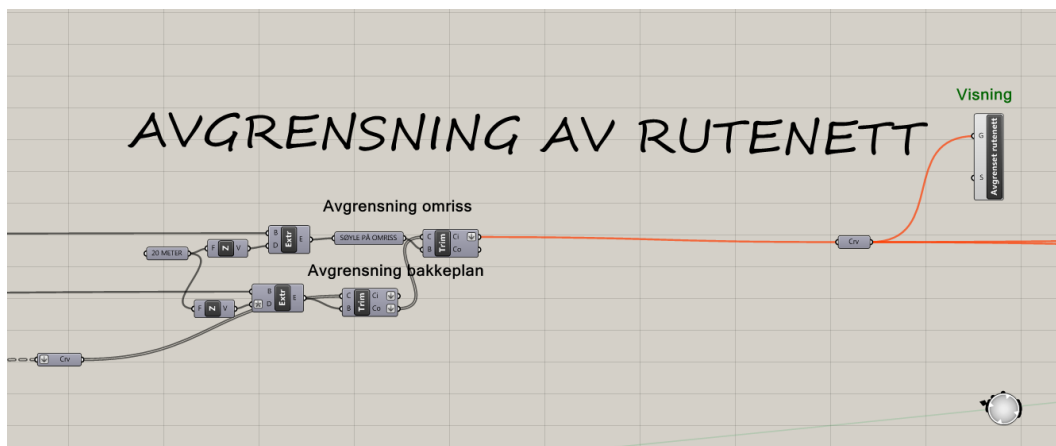 Visning
AVGRENSNING AV RUTENETT
G
S
Avgrenset rutenett
Avgrensning omriss
B
D
Extr
E
SØYLE PÅ OMRISS
C
B
Trim
Ci
Co
20 METER
F
Z
V
Crv
Avgrensning bakkeplan
B
D
Extr
E
C
B
Trim
Ci
Co
F
Z
V
Crv